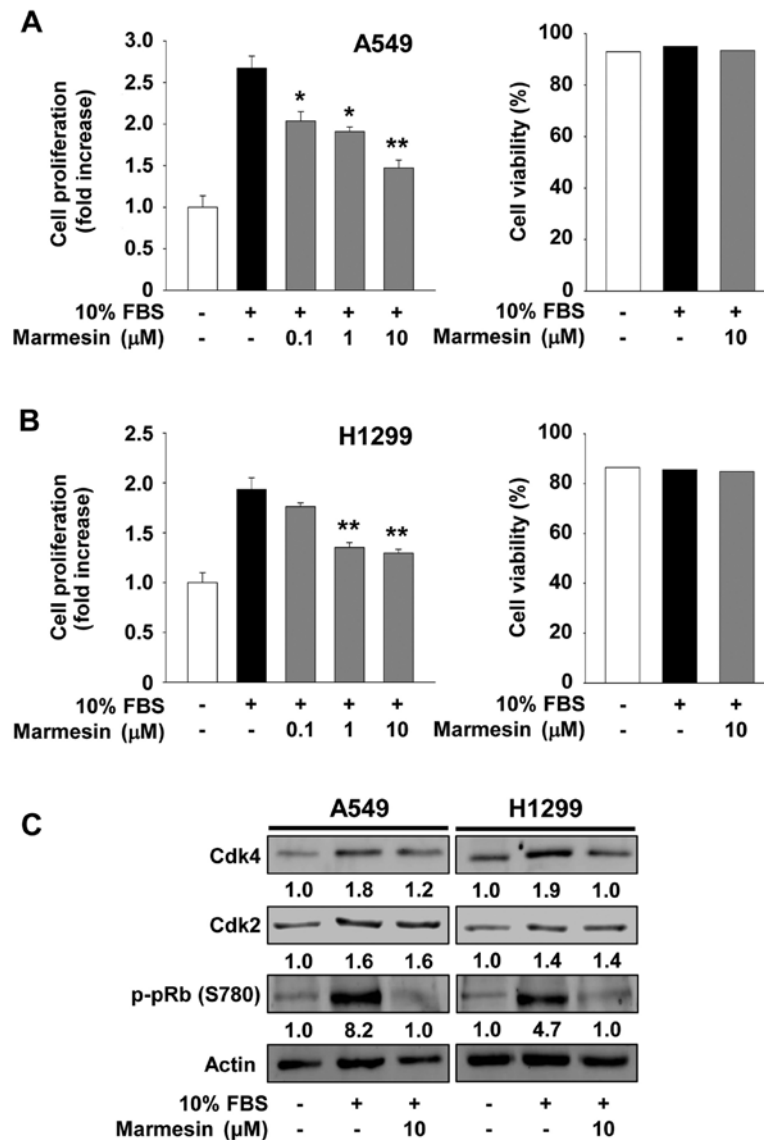 A
A549
Cell proliferation
(fold increase)
3.0
2.5
2.0
1.5
1.0
0.5
0
* * **
10% FBS - + + + +
Marmesin (μM) - - 0.1 1 10
Cell viability (%)
100
80
60
40
20
0
10% FBS - + +
Marmesin (μM) - - 10
B
H1299
Cell proliferation
(fold increase)
2.5
2.0
1.5
1.0
0.5
0
** **
10% FBS - + + + +
Marmesin (μM) - - 0.1 1 10
Cell viability (%)
100
80
60
40
20
0
10% FBS - + +
Marmesin (μM) - - 10
C
A549 H1299
Cdk4
1.0 1.8 1.2 1.0 1.9 1.0
Cdk2
1.0 1.6 1.6 1.0 1.4 1.4
p-pRb (S780)
1.0 8.2 1.0 1.0 4.7 1.0
Actin
10% FBS - + + - + +
Marmesin (μM) - - 10 - - 10